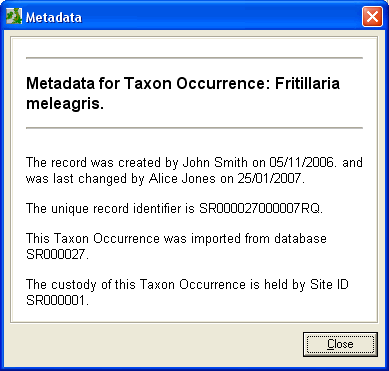 Metadata
Metadata for Taxon Occurrence: Fritillaria
meleagris.
The record was created by John Smith on 05/11/2006. and
was last changed by Alice Jones on 25/01/2007.
The unique record identifier is SR000027000007RQ.
This Taxon Occurrence was imported from database
SR000027.
The custody of this Taxon Occurrence is held by Site ID
SR000001.
Close